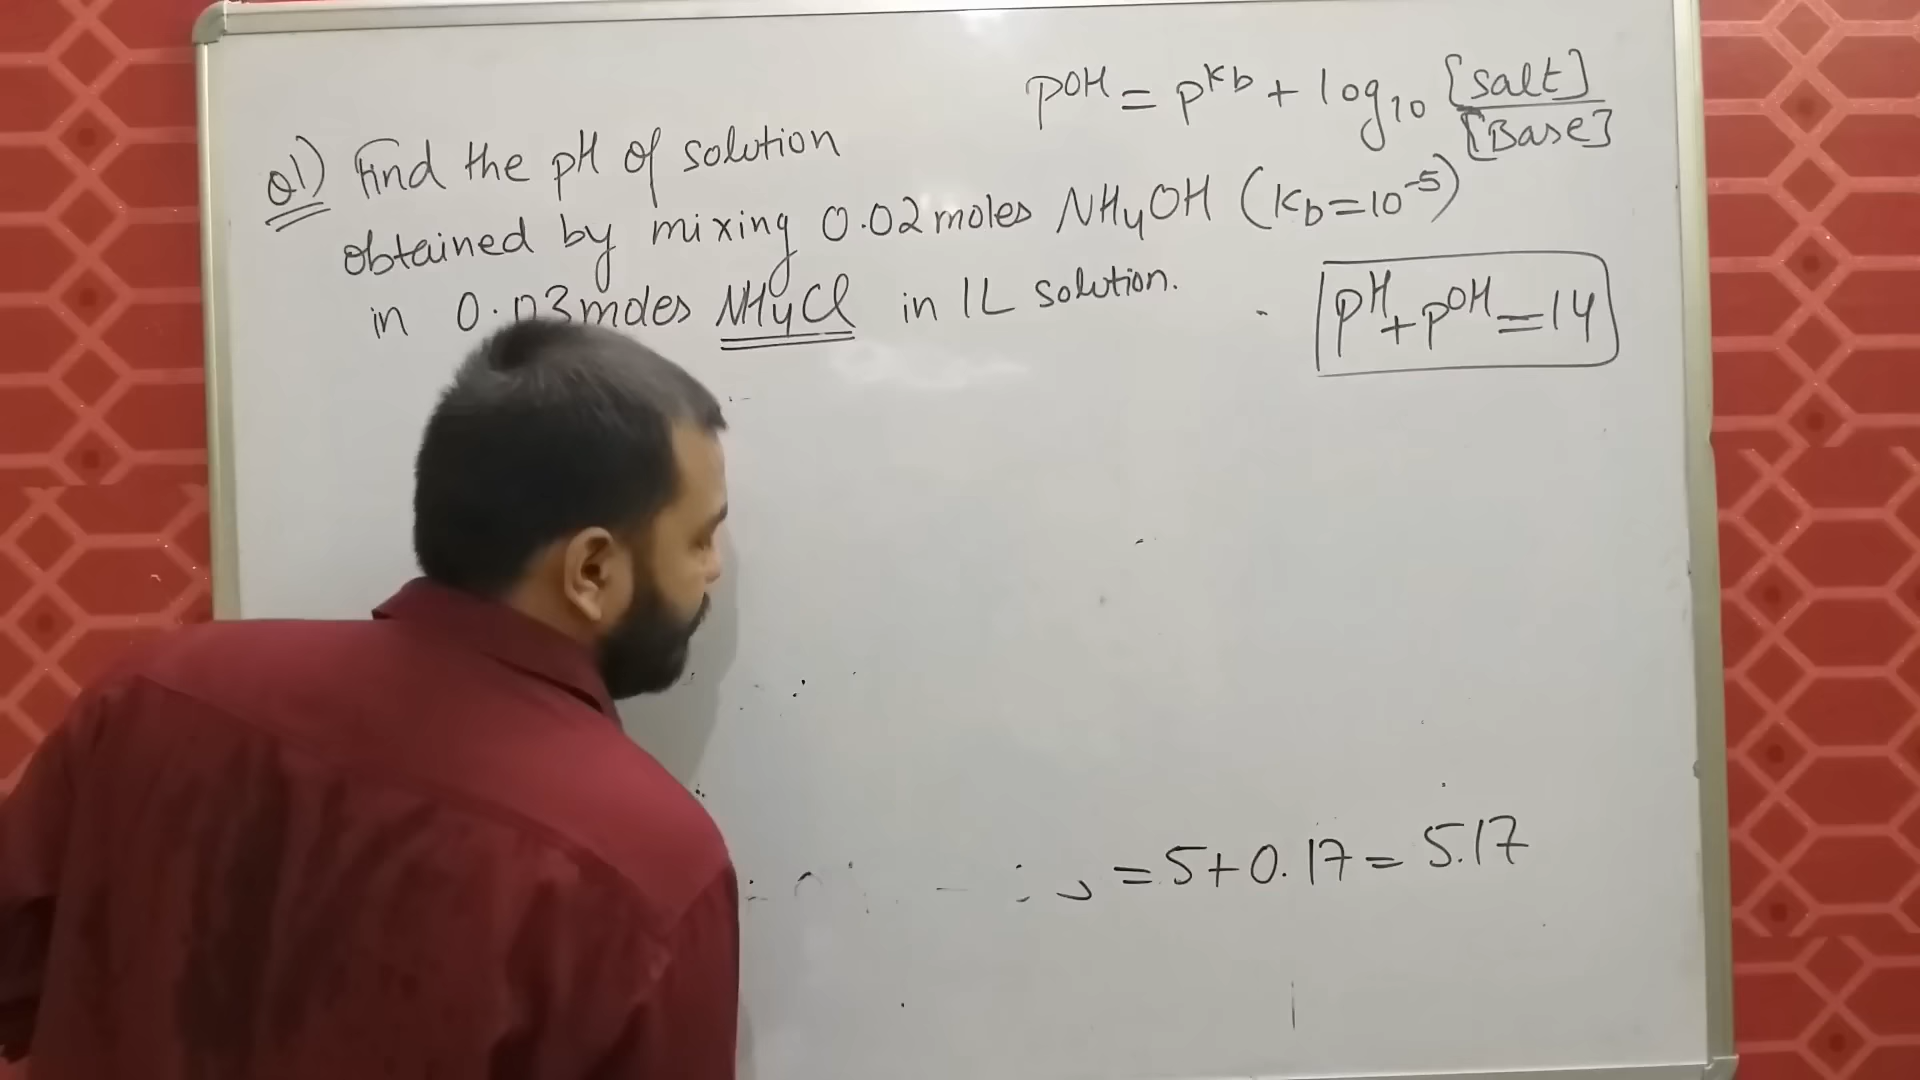 pOH = pKb + log10 [Salt]/[Base]
Q1) Find the pH of solution
obtained by mixing 0.02 moles NH4OH (Kb=10-5)
in 0.03 moles NH4Cl in 1L solution.
pH + pOH = 14
= 5+0.17 = 5.17